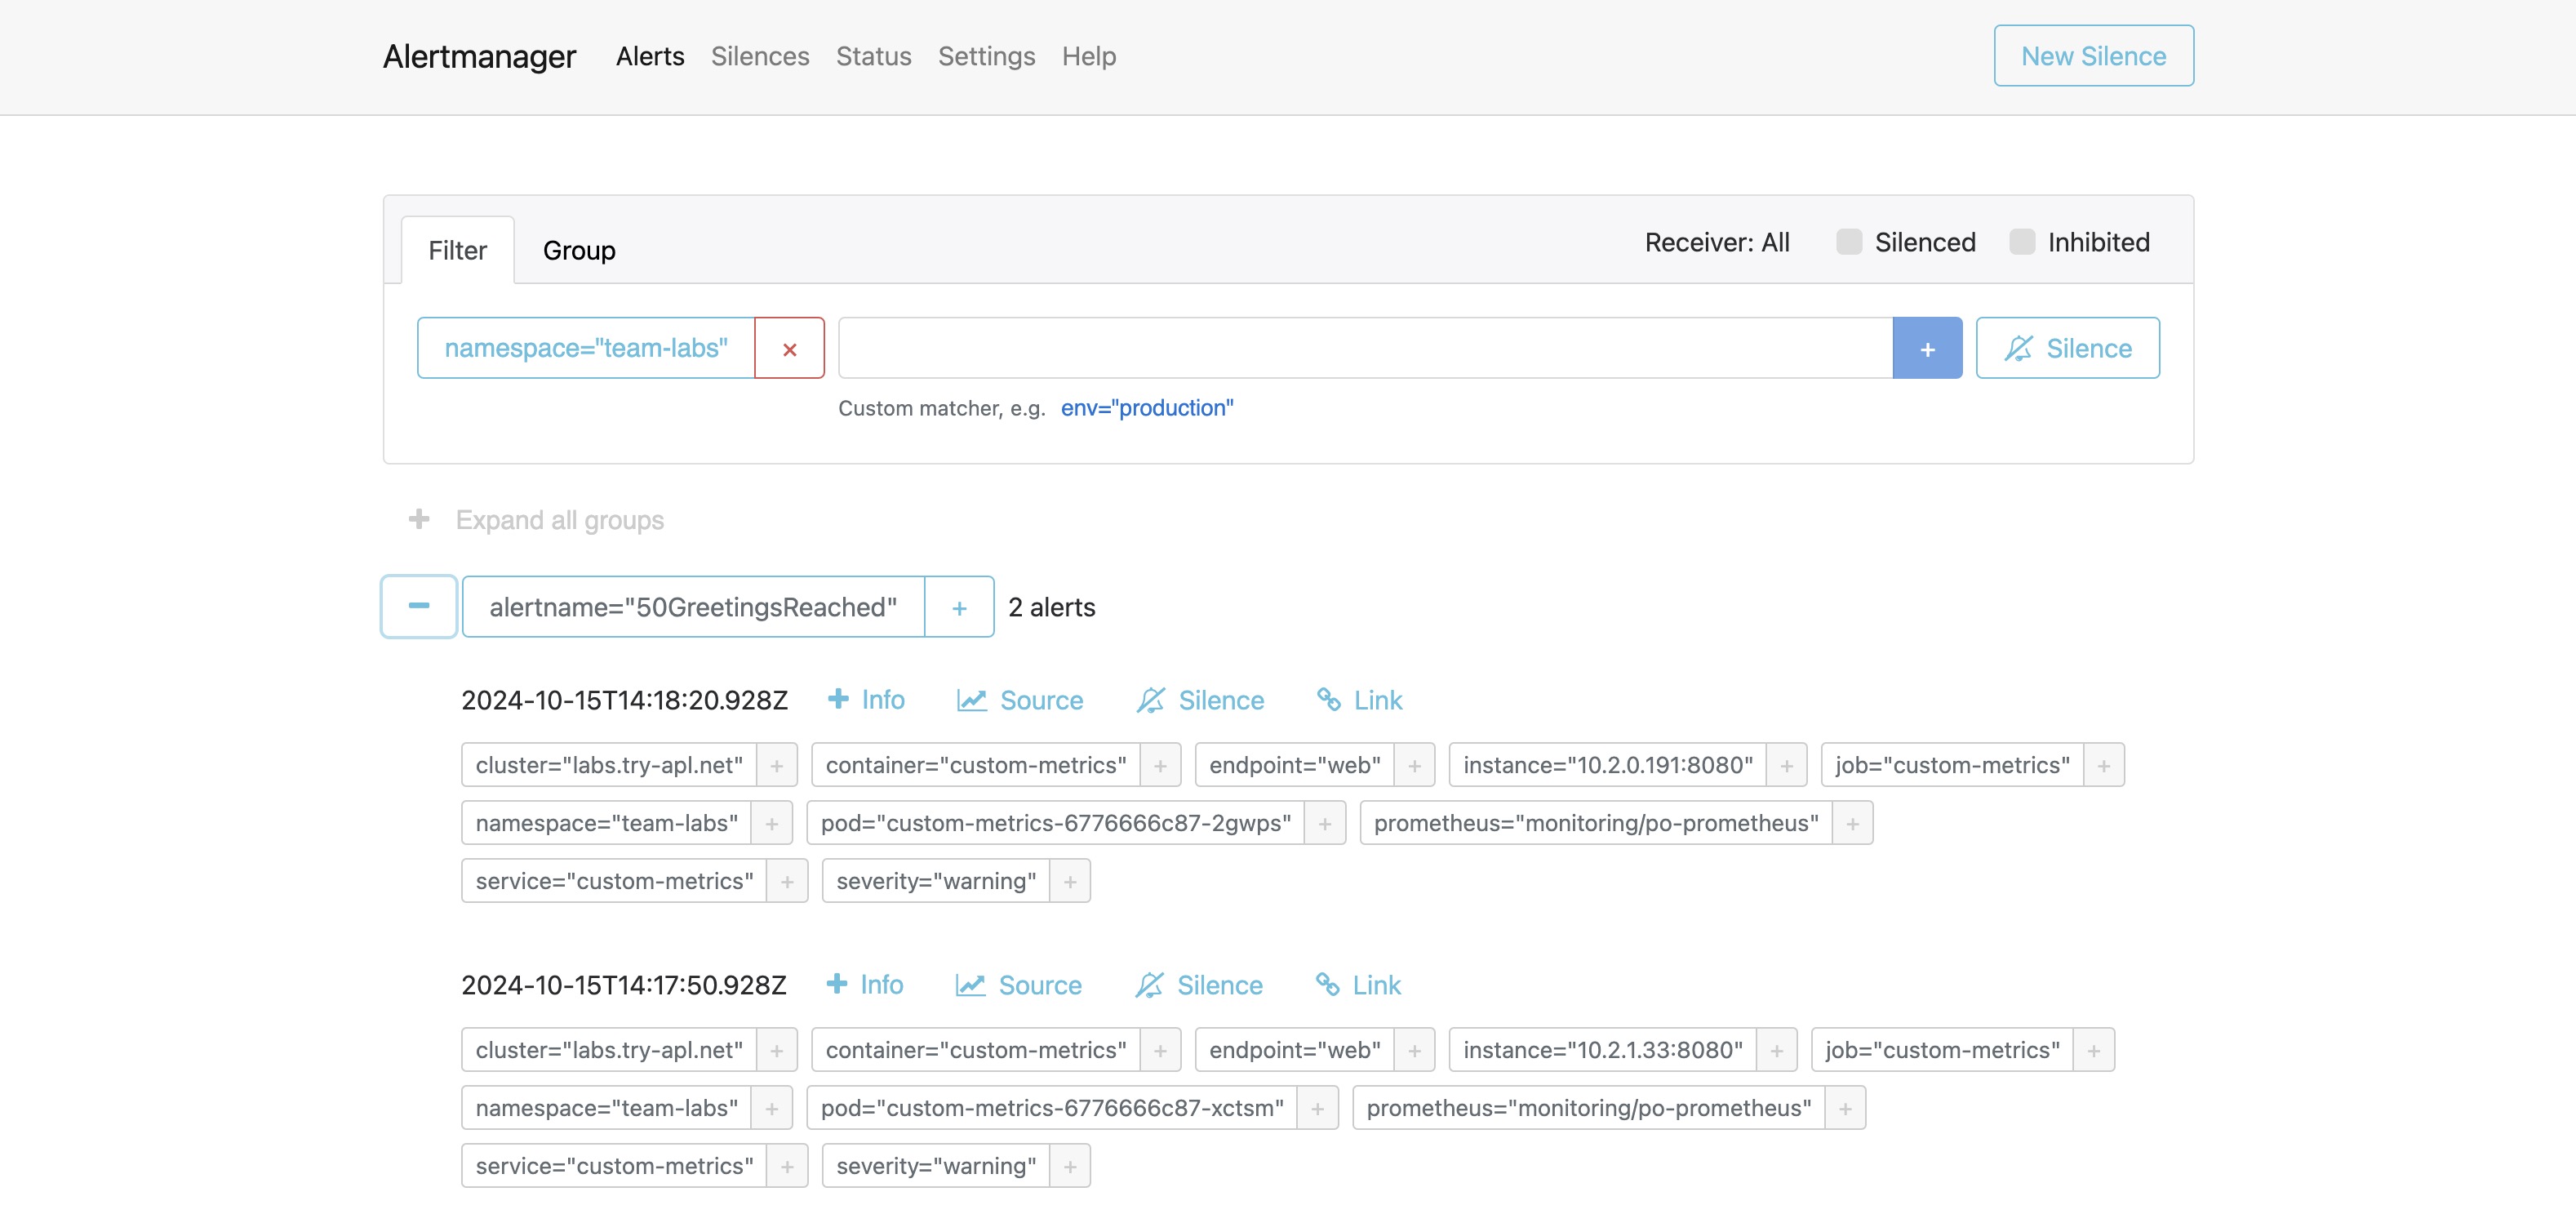 Alertmanager Alerts Silences Status Settings Help New Silence
Filter Group Receiver: All Silenced Inhibited
namespace="team-labs" × + Silence
Custom matcher, e.g. env="production"
+ Expand all groups
− alertname="50GreetingsReached" + 2 alerts
2024-10-15T14:18:20.928Z + Info Source Silence Link
cluster="labs.try-apl.net" + container="custom-metrics" + endpoint="web" + instance="10.2.0.191:8080" + job="custom-metrics" +
namespace="team-labs" + pod="custom-metrics-6776666c87-2gwps" + prometheus="monitoring/po-prometheus" +
service="custom-metrics" + severity="warning" +
2024-10-15T14:17:50.928Z + Info Source Silence Link
cluster="labs.try-apl.net" + container="custom-metrics" + endpoint="web" + instance="10.2.1.33:8080" + job="custom-metrics" +
namespace="team-labs" + pod="custom-metrics-6776666c87-xctsm" + prometheus="monitoring/po-prometheus" +
service="custom-metrics" + severity="warning" +